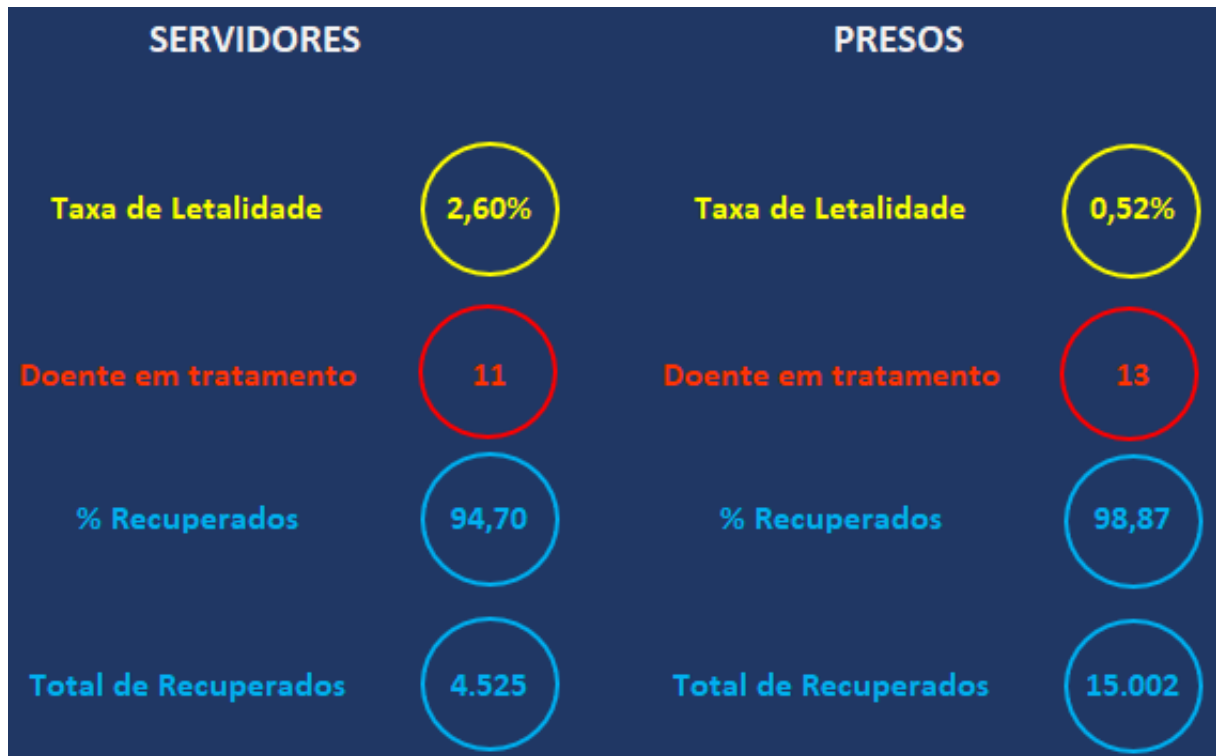 SERVIDORES
PRESOS
Taxa de Letalidade 2,60%
Taxa de Letalidade 0,52%
Doente em tratamento 11
Doente em tratamento 13
% Recuperados 94,70
% Recuperados 98,87
Total de Recuperados 4.525
Total de Recuperados 15.002